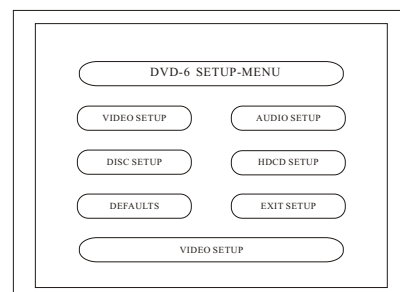 DVD-6 SETUP-MENU
VIDEO SETUP AUDIO SETUP
DISC SETUP HDCD SETUP
DEFAULTS EXIT SETUP
VIDEO SETUP